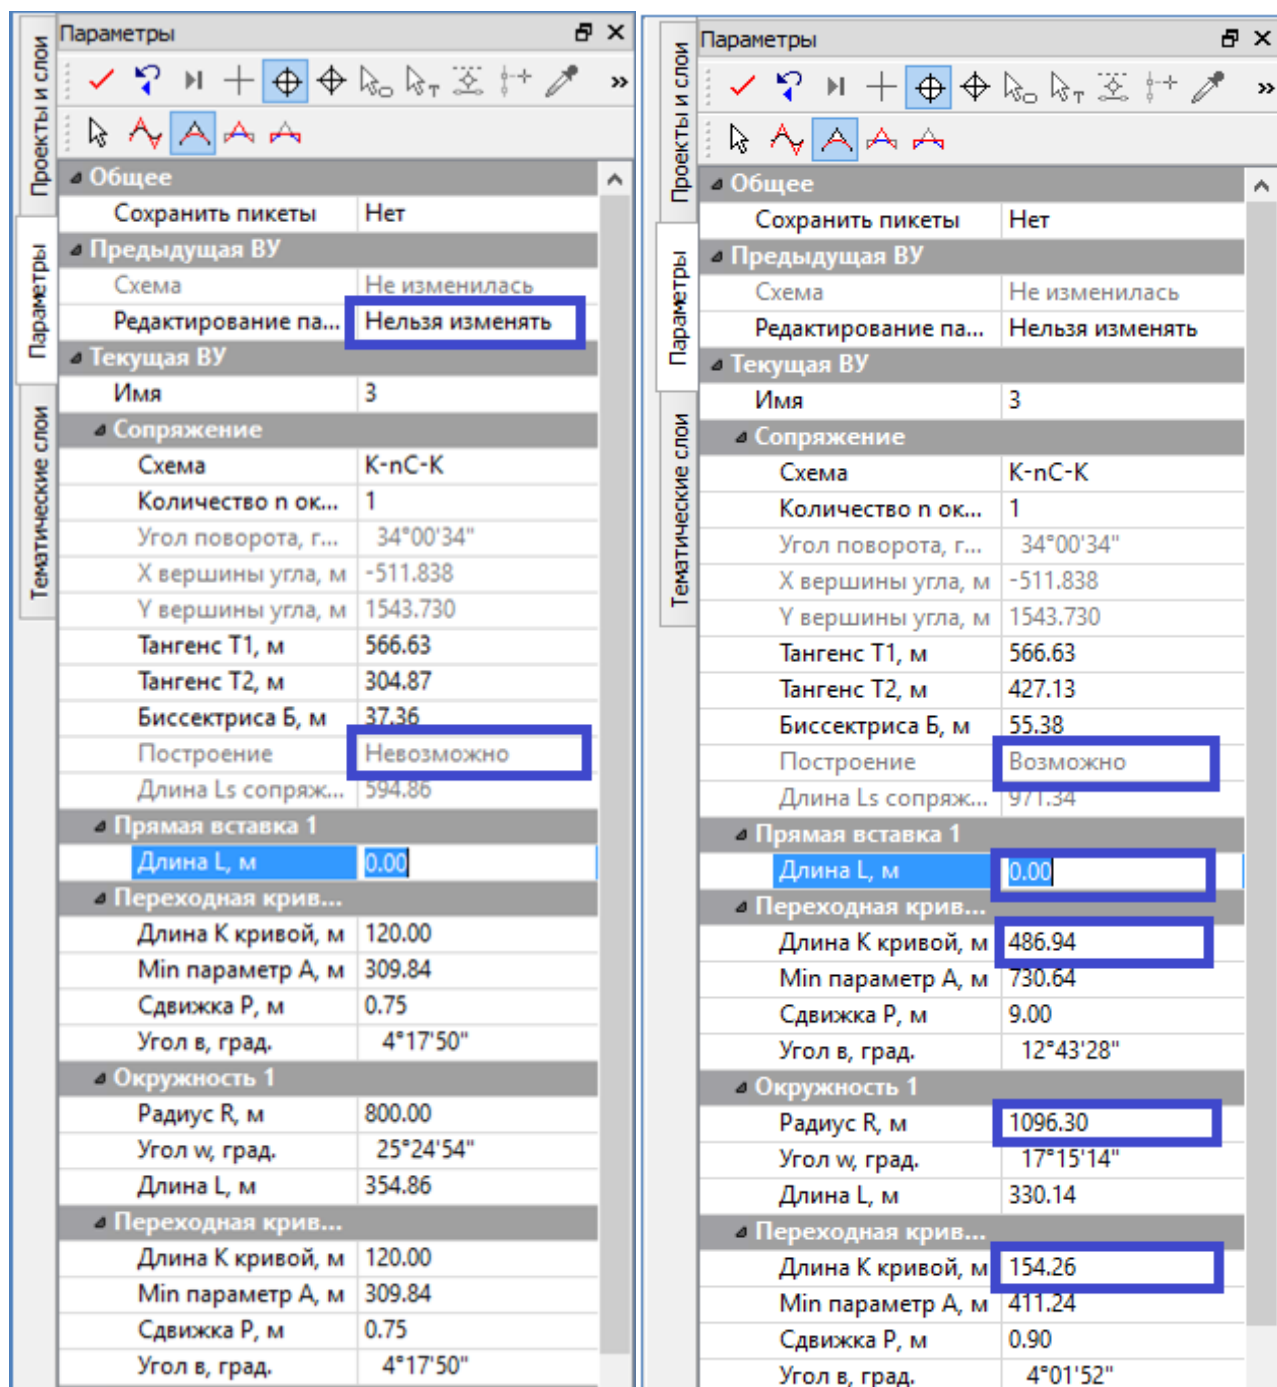 Параметры
Проекты и слои
Параметры
Тематические слои
»
Общее
Сохранить пикеты Нет
Предыдущая ВУ
Схема Не изменилась
Редактирование па... Нельзя изменять
Текущая ВУ
Имя 3
Сопряжение
Схема K-nC-K
Количество n ок... 1
Угол поворота, г... 34°00'34"
X вершины угла, м -511.838
Y вершины угла, м 1543.730
Тангенс T1, м 566.63
Тангенс T2, м 304.87
Биссектриса Б, м 37.36
Построение Невозможно
Длина Ls сопряж... 594.86
Прямая вставка 1
Длина L, м 0.00
Переходная крив...
Длина К кривой, м 120.00
Min параметр А, м 309.84
Сдвижка P, м 0.75
Угол в, град. 4°17'50"
Окружность 1
Радиус R, м 800.00
Угол w, град. 25°24'54"
Длина L, м 354.86
Переходная крив...
Длина К кривой, м 120.00
Min параметр А, м 309.84
Сдвижка P, м 0.75
Угол в, град. 4°17'50"
Параметры
Проекты и слои
Параметры
Тематические слои
»
Общее
Сохранить пикеты Нет
Предыдущая ВУ
Схема Не изменилась
Редактирование па... Нельзя изменять
Текущая ВУ
Имя 3
Сопряжение
Схема K-nC-K
Количество n ок... 1
Угол поворота, г... 34°00'34"
X вершины угла, м -511.838
Y вершины угла, м 1543.730
Тангенс T1, м 566.63
Тангенс T2, м 427.13
Биссектриса Б, м 55.38
Построение Возможно
Длина Ls сопряж... 971.34
Прямая вставка 1
Длина L, м 0.00
Переходная крив...
Длина К кривой, м 486.94
Min параметр А, м 730.64
Сдвижка P, м 9.00
Угол в, град. 12°43'28"
Окружность 1
Радиус R, м 1096.30
Угол w, град. 17°15'14"
Длина L, м 330.14
Переходная крив...
Длина К кривой, м 154.26
Min параметр А, м 411.24
Сдвижка P, м 0.90
Угол в, град. 4°01'52"